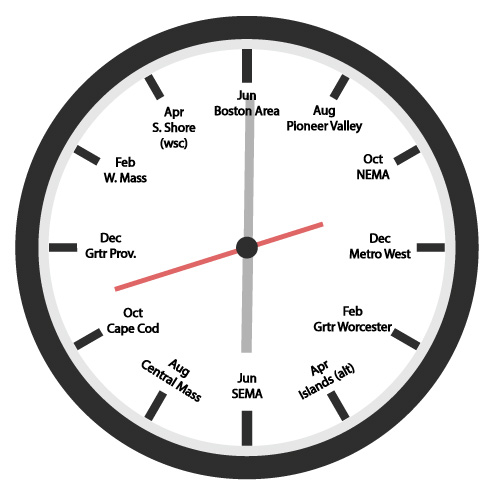 Jun
Boston Area
Aug
Pioneer Valley
Oct
NEMA
Dec
Metro West
Feb
Grtr Worcester
Apr
Islands (alt)
Jun
SEMA
Aug
Central Mass
Oct
Cape Cod
Dec
Grtr Prov.
Feb
W. Mass
Apr
S. Shore
(wsc)